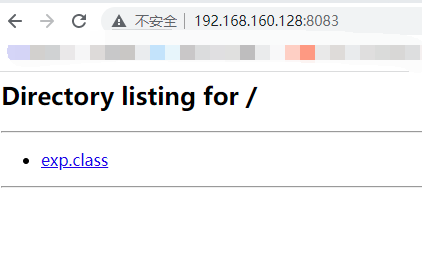 不安全 192.168.160.128:8083
Directory listing for /
exp.class